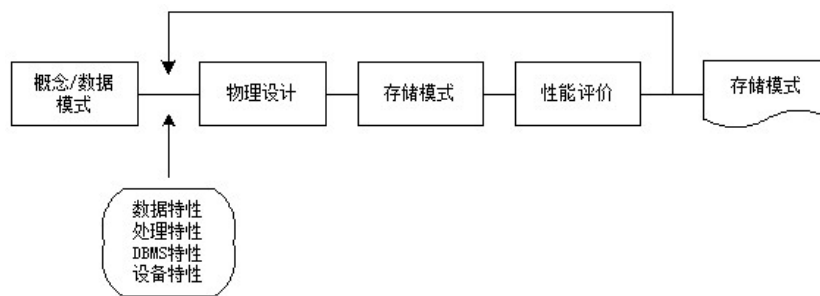 概念/数据
模式
物理设计
存储模式
性能评价
存储模式
数据特性
处理特性
DBMS特性
设备特性